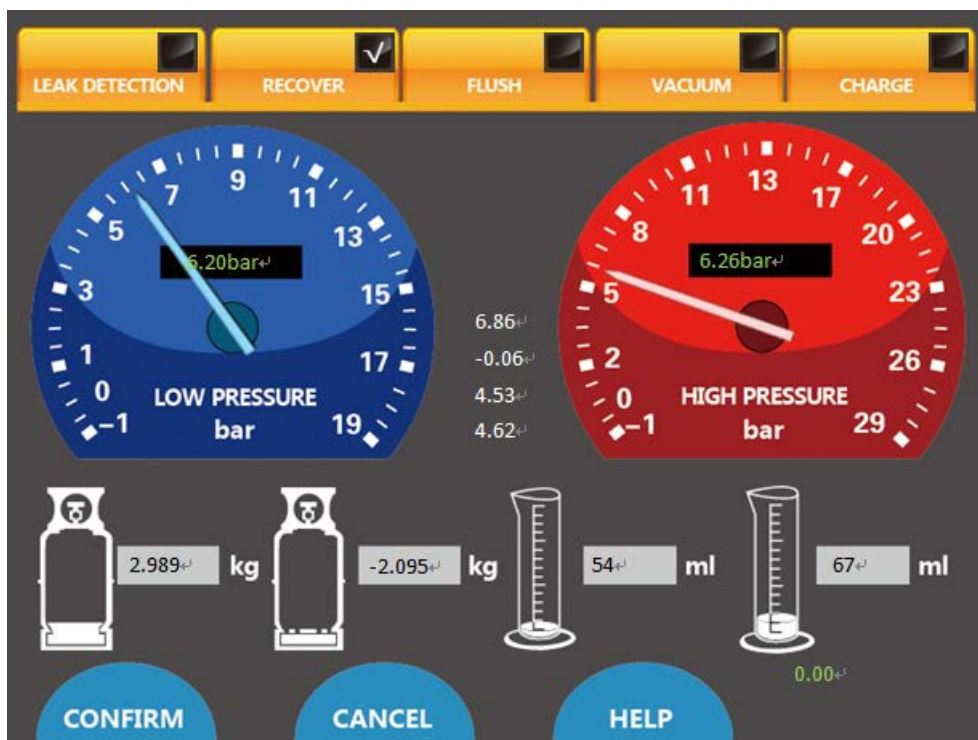 √
LEAK DETECTION RECOVER FLUSH VACUUM CHARGE
-1 0 1 3 5 7 9 11 13 15 17 19
6.20bar↵
LOW PRESSURE
bar
6.86↵
-0.06↵
4.53↵
4.62↵
-1 0 2 5 8 11 13 17 20 23 26 29
6.26bar↵
HIGH PRESSURE
bar
2.989↵ kg -2.095↵ kg 54↵ ml 67↵ ml
0.00↵
CONFIRM CANCEL HELP